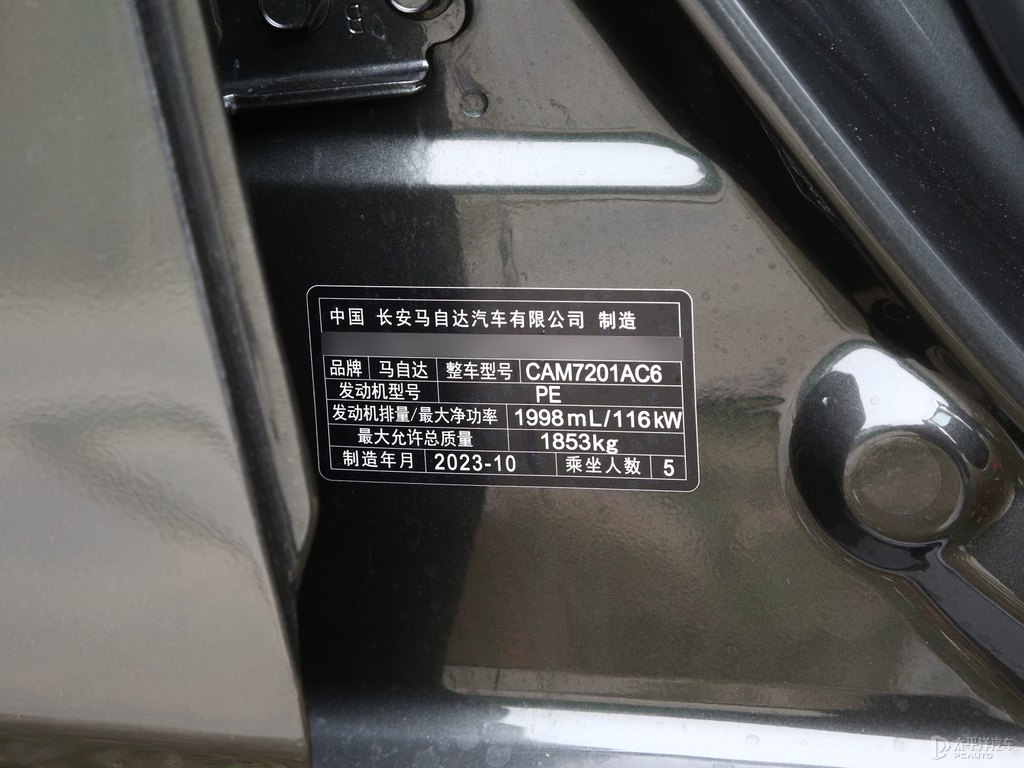 B
中国 长安马自达汽车有限公司 制造
品牌 马自达 整车型号 CAM7201AC6
发动机型号 PE
发动机排量/最大净功率 1998mL/116kW
最大允许总质量 1853kg
制造年月 2023-10 乘坐人数 5
太平洋汽车
PCAUTO